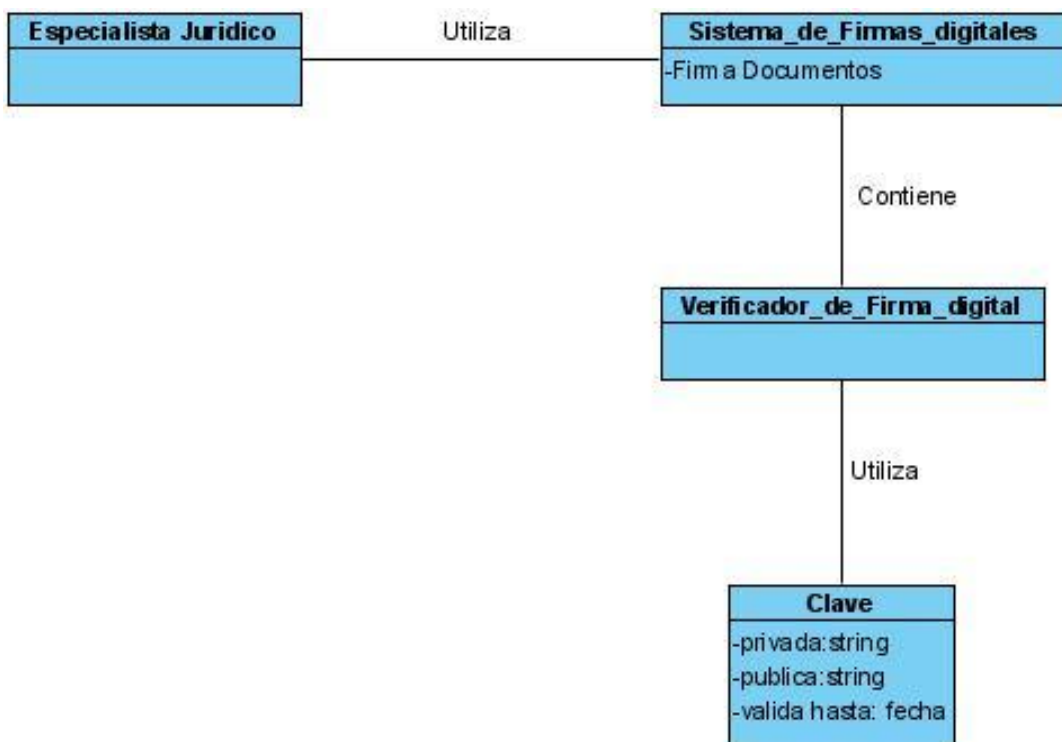 Especialista Juridico
Utiliza
Sistema_de_Firmas_digitales
-Firma Documentos
Contiene
Verificador_de_Firma_digital
Utiliza
Clave
-privada:string
-publica:string
-valida hasta: fecha